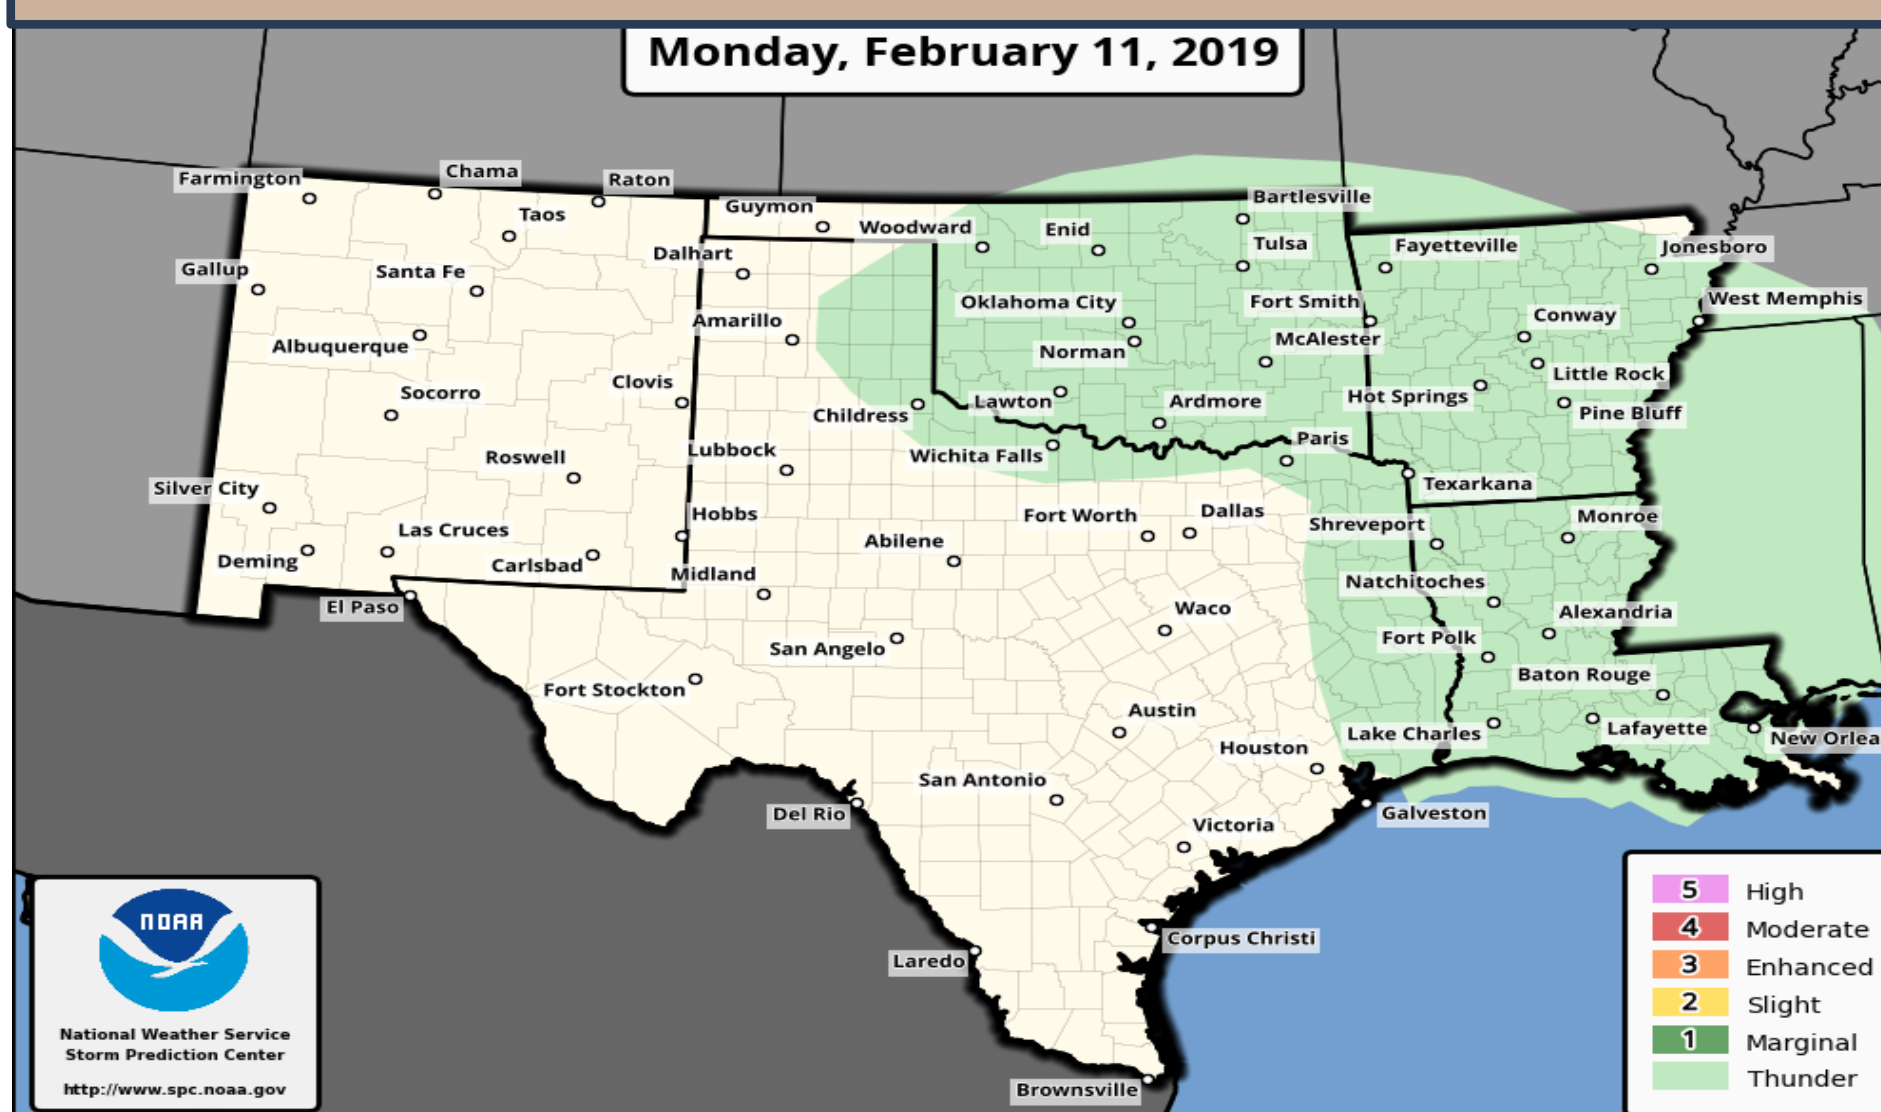 Monday, February 11, 2019
Farmington
Chama
Raton
Taos
Guymon
Woodward
Enid
Bartlesville
Tulsa
Fayetteville
Jonesboro
Gallup
Santa Fe
Dalhart
Oklahoma City
Fort Smith
West Memphis
Albuquerque
Amarillo
Norman
McAlester
Conway
Socorro
Clovis
Childress
Lawton
Ardmore
Hot Springs
Little Rock
Pine Bluff
Roswell
Lubbock
Wichita Falls
Paris
Texarkana
Silver City
Las Cruces
Hobbs
Fort Worth
Dallas
Shreveport
Monroe
Deming
Carlsbad
Midland
Abilene
Natchitoches
El Paso
Waco
Alexandria
San Angelo
Fort Polk
Fort Stockton
Baton Rouge
Austin
Houston
Lake Charles
Lafayette
New Orlea
San Antonio
Del Rio
Victoria
Galveston
Corpus Christi
Laredo
Brownsville
NOAA
National Weather Service
Storm Prediction Center
http://www.spc.noaa.gov
5 High
4 Moderate
3 Enhanced
2 Slight
1 Marginal
Thunder